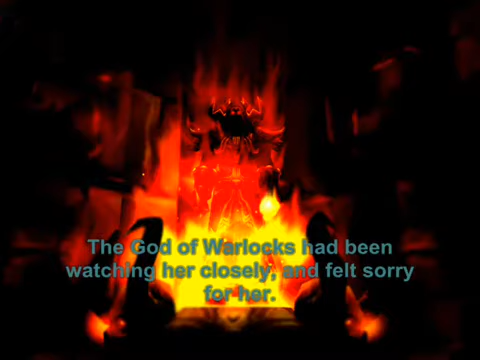 The God of Warlocks had been
watching her closely, and felt sorry
for her.